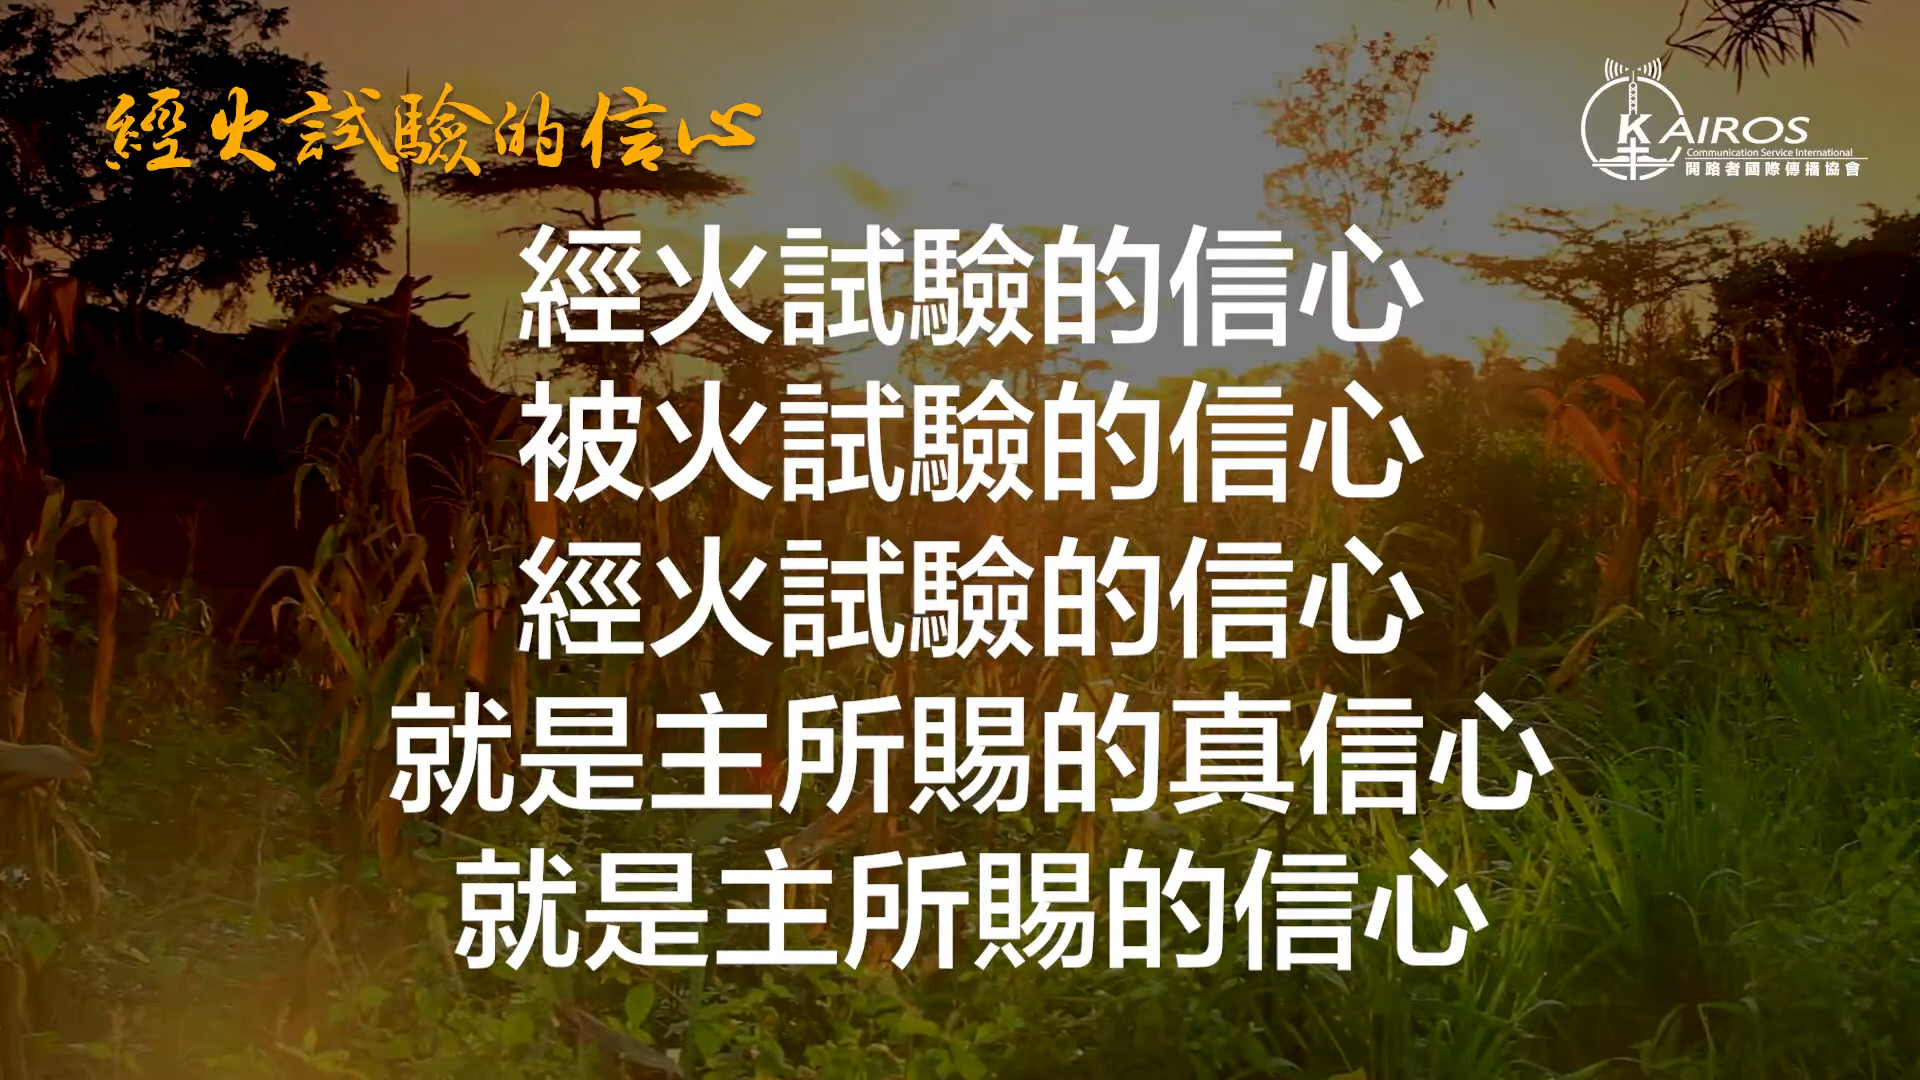 經火試驗的信心
KAIROS
Communication Service International
開路者國際傳播協會
經火試驗的信心
被火試驗的信心
經火試驗的信心
就是主所賜的真信心
就是主所賜的信心